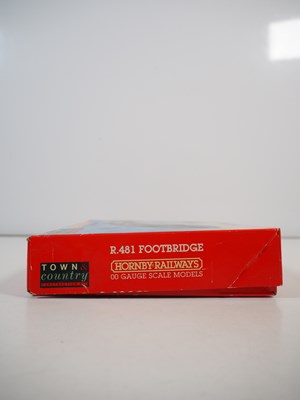 R.481 FOOTBRIDGE
HORNBY RAILWAYS
00 GAUGE SCALE MODELS
TOWN &
country